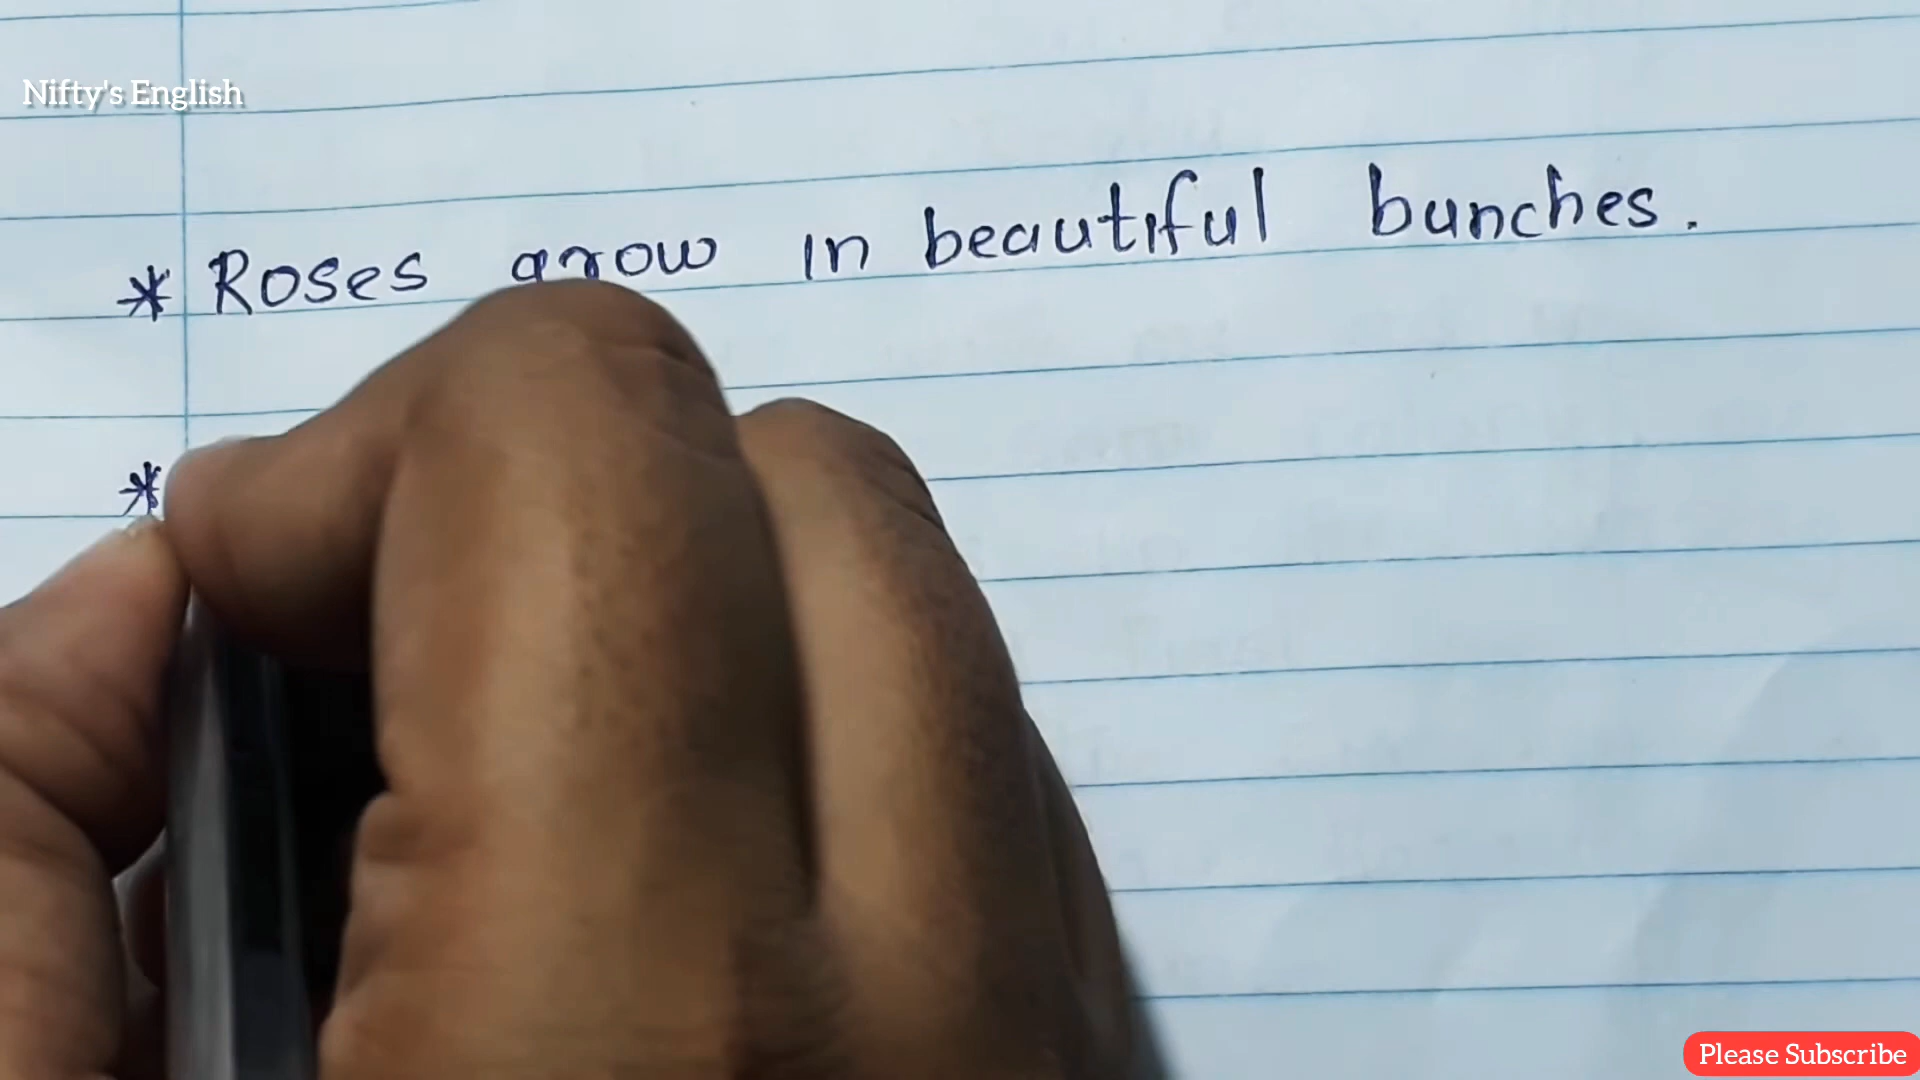 Nifty's English
* Roses grow in beautiful bunches.
*
Please Subscribe